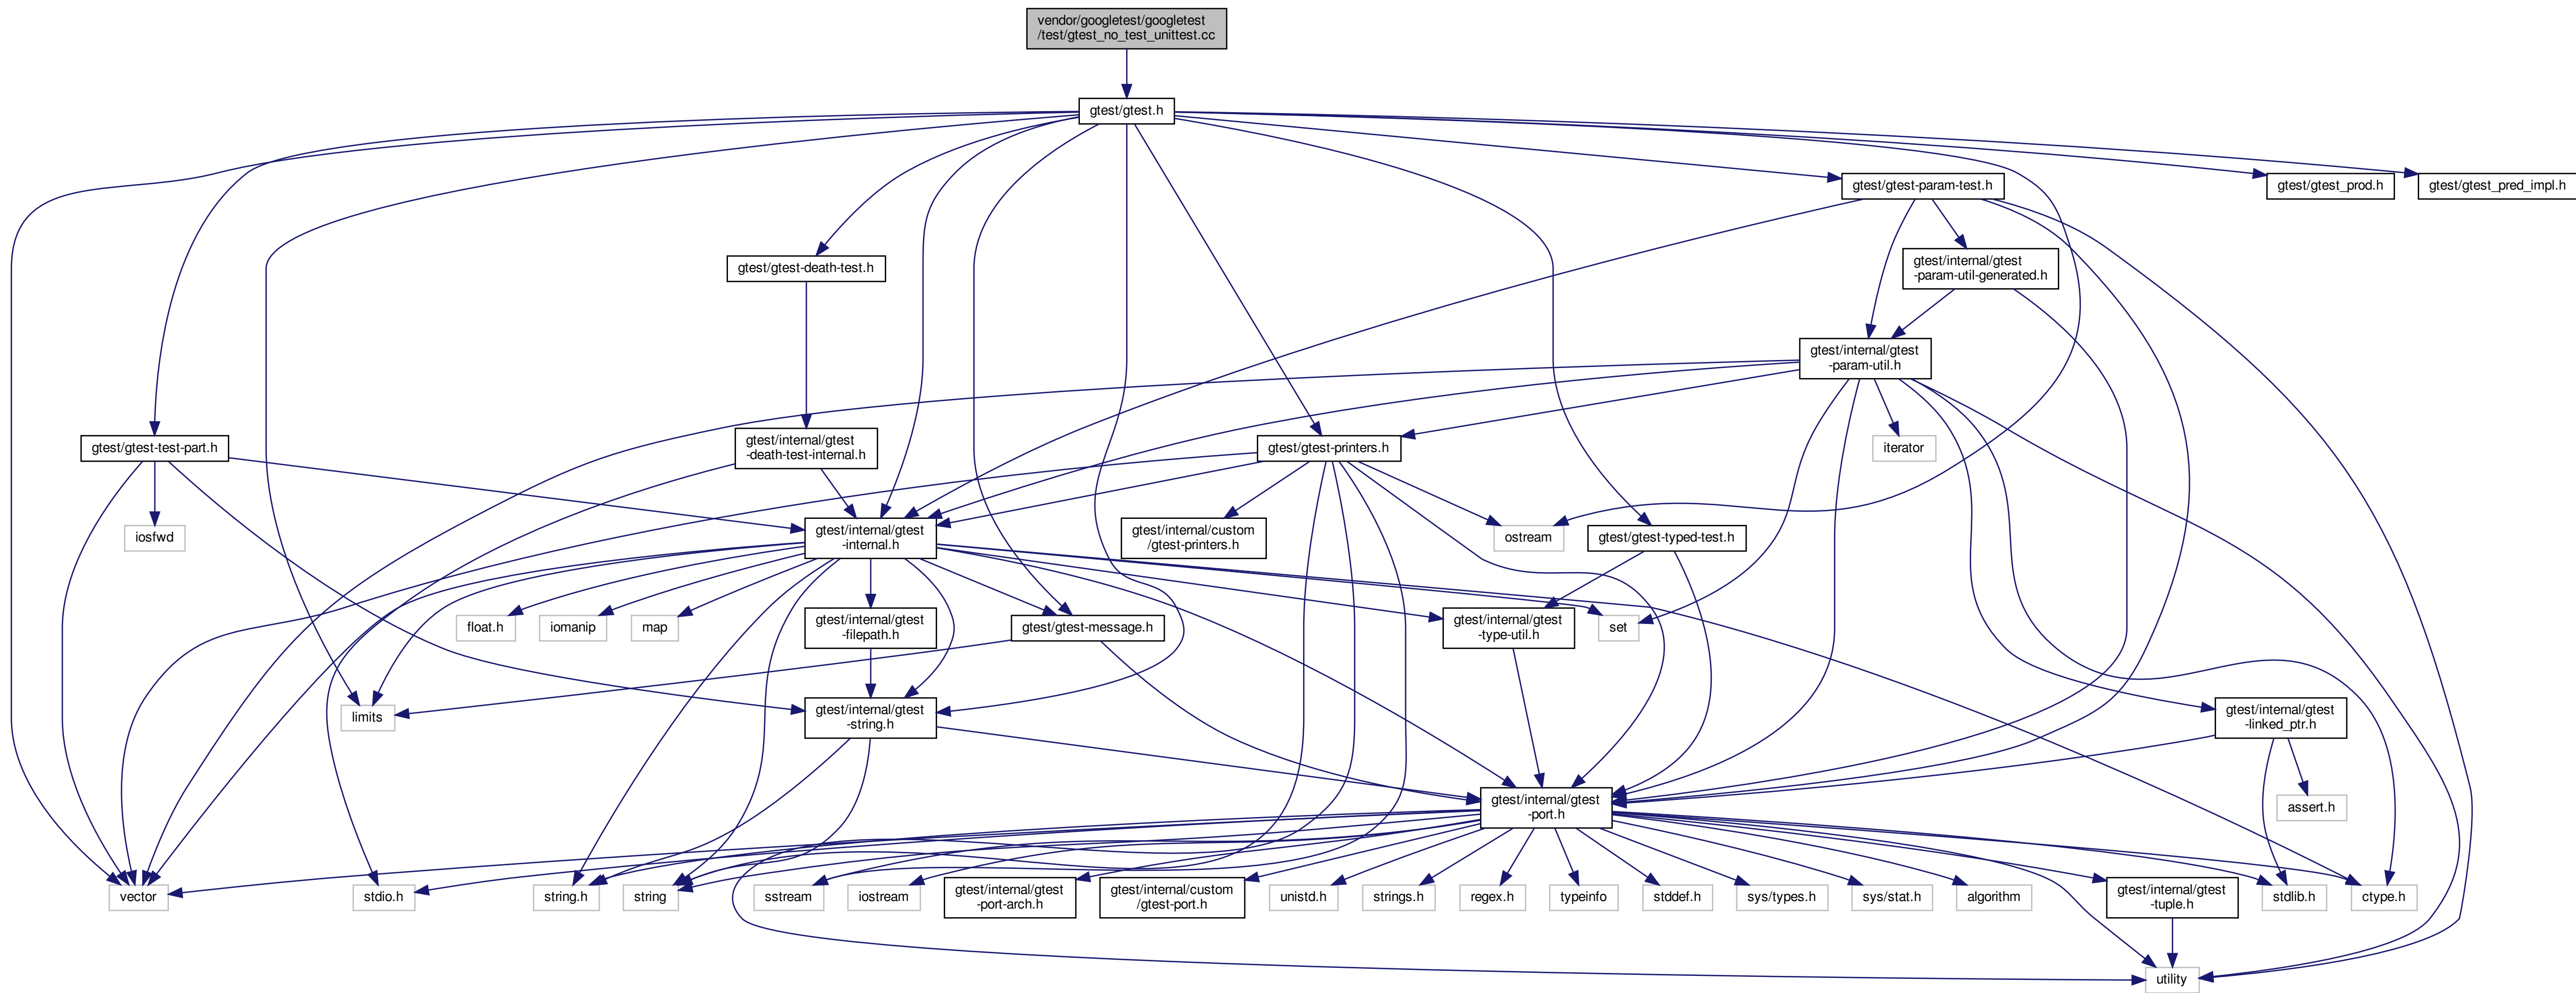 vendor/googletest/googletest
/test/gtest_no_test_unittest.cc
gtest/gtest.h
gtest/gtest-param-test.h
gtest/gtest_prod.h
gtest/gtest_pred_impl.h
gtest/gtest-death-test.h
gtest/internal/gtest
-param-util-generated.h
gtest/internal/gtest
-param-util.h
gtest/gtest-test-part.h
gtest/internal/gtest
-death-test-internal.h
gtest/gtest-printers.h
iterator
iosfwd
gtest/internal/gtest
-internal.h
gtest/internal/custom
/gtest-printers.h
ostream
gtest/gtest-typed-test.h
float.h
iomanip
map
gtest/internal/gtest
-filepath.h
gtest/gtest-message.h
gtest/internal/gtest
-type-util.h
set
limits
gtest/internal/gtest
-string.h
gtest/internal/gtest
-linked_ptr.h
gtest/internal/gtest
-port.h
assert.h
vector
stdio.h
string.h
string
sstream
iostream
gtest/internal/gtest
-port-arch.h
gtest/internal/custom
/gtest-port.h
unistd.h
strings.h
regex.h
typeinfo
stddef.h
sys/types.h
sys/stat.h
algorithm
gtest/internal/gtest
-tuple.h
stdlib.h
ctype.h
utility